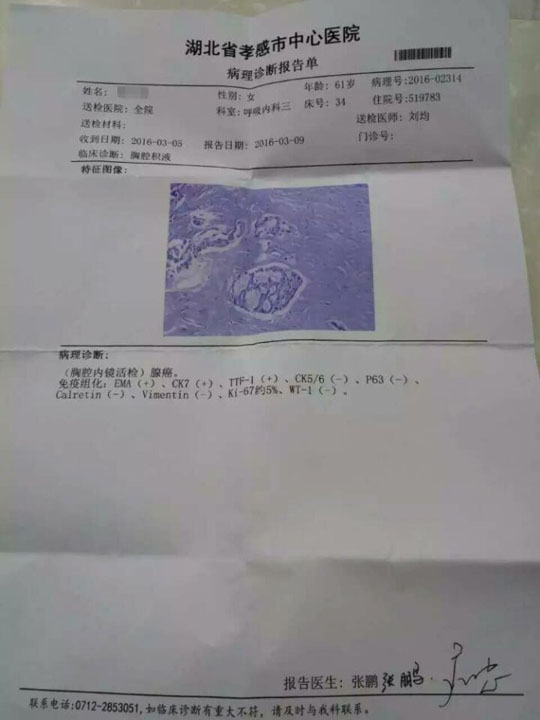 湖北省孝感市中心医院
病理诊断报告单
姓名: 性别: 女 年龄: 61岁 病理号: 2016-02314
送检医院: 全院 科室: 呼吸内科三 床号: 34 住院号: 519783
送检材料: 送检医师: 刘均
收到日期: 2016-03-05 报告日期: 2016-03-09 门诊号:
临床诊断: 胸腔积液
特征图像:
病理诊断:
(胸腔内镜活检) 腺癌。
免疫组化: EMA (+)、CK7 (+)、TTF-1 (+)、CK5/6 (-)、P63 (-)、
Calretin (-)、Vimentin (-)、Ki-67约5%、WT-1 (-)。
报告医生: 张鹏 张鹏
联系电话: 0712-2853051, 如临床诊断有重大不符, 请及时与我科联系。